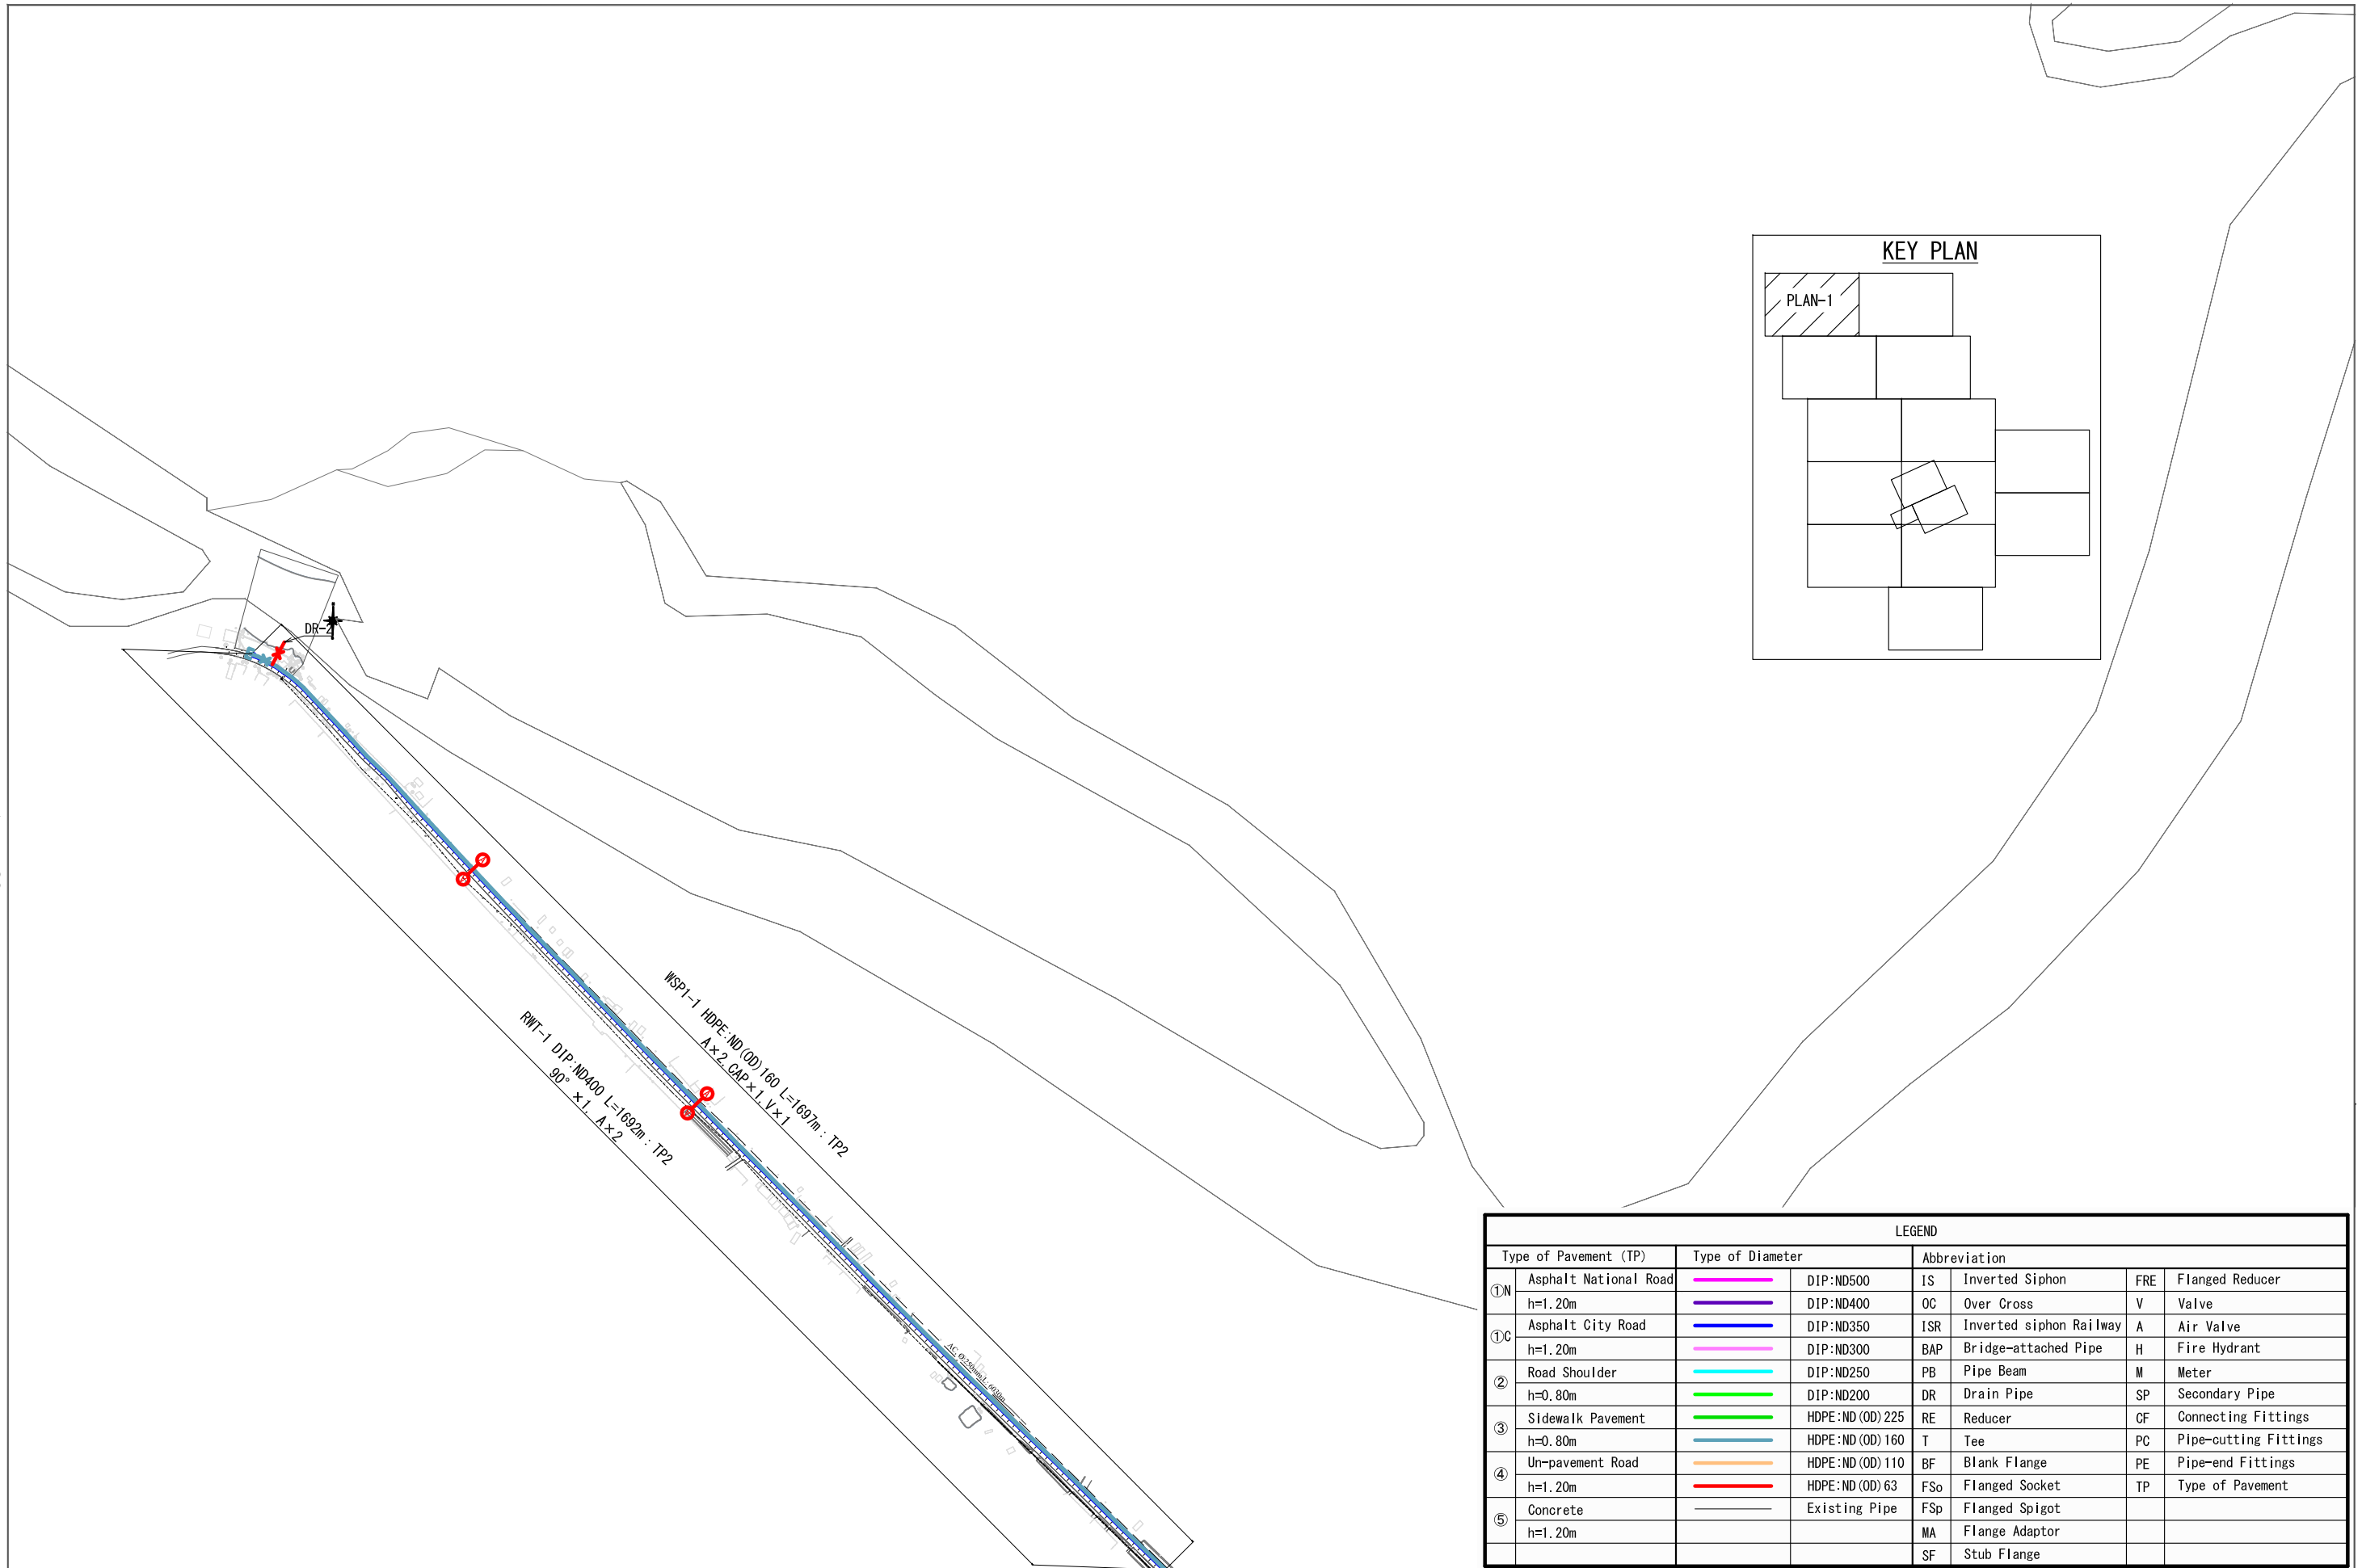 KEY PLAN
PLAN-1
DR-2
WSP1-1 HDPE:ND(OD)160 L=1697m : TP2
A×2, CAP×1, V×1
RWT-1 DIP:ND400 L=1692m : TP2
90° ×1, A×2
LEGEND
Type of Pavement (TP) Type of Diameter Abbreviation
①N Asphalt National Road DIP:ND500 IS Inverted Siphon FRE Flanged Reducer
h=1.20m DIP:ND400 OC Over Cross V Valve
①C Asphalt City Road DIP:ND350 ISR Inverted siphon Railway A Air Valve
h=1.20m DIP:ND300 BAP Bridge-attached Pipe H Fire Hydrant
② Road Shoulder DIP:ND250 PB Pipe Beam M Meter
h=0.80m DIP:ND200 DR Drain Pipe SP Secondary Pipe
③ Sidewalk Pavement HDPE:ND(OD)225 RE Reducer CF Connecting Fittings
h=0.80m HDPE:ND(OD)160 T Tee PC Pipe-cutting Fittings
④ Un-pavement Road HDPE:ND(OD)110 BF Blank Flange PE Pipe-end Fittings
h=1.20m HDPE:ND(OD)63 FSo Flanged Socket TP Type of Pavement
⑤ Concrete Existing Pipe FSp Flanged Spigot
h=1.20m MA Flange Adaptor
SF Stub Flange